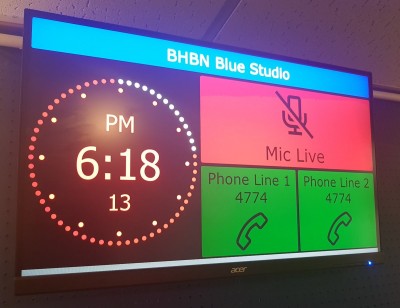 BHBN Blue Studio
PM
6:18
13
Mic Live
Phone Line 1
4774
Phone Line 2
4774
acer